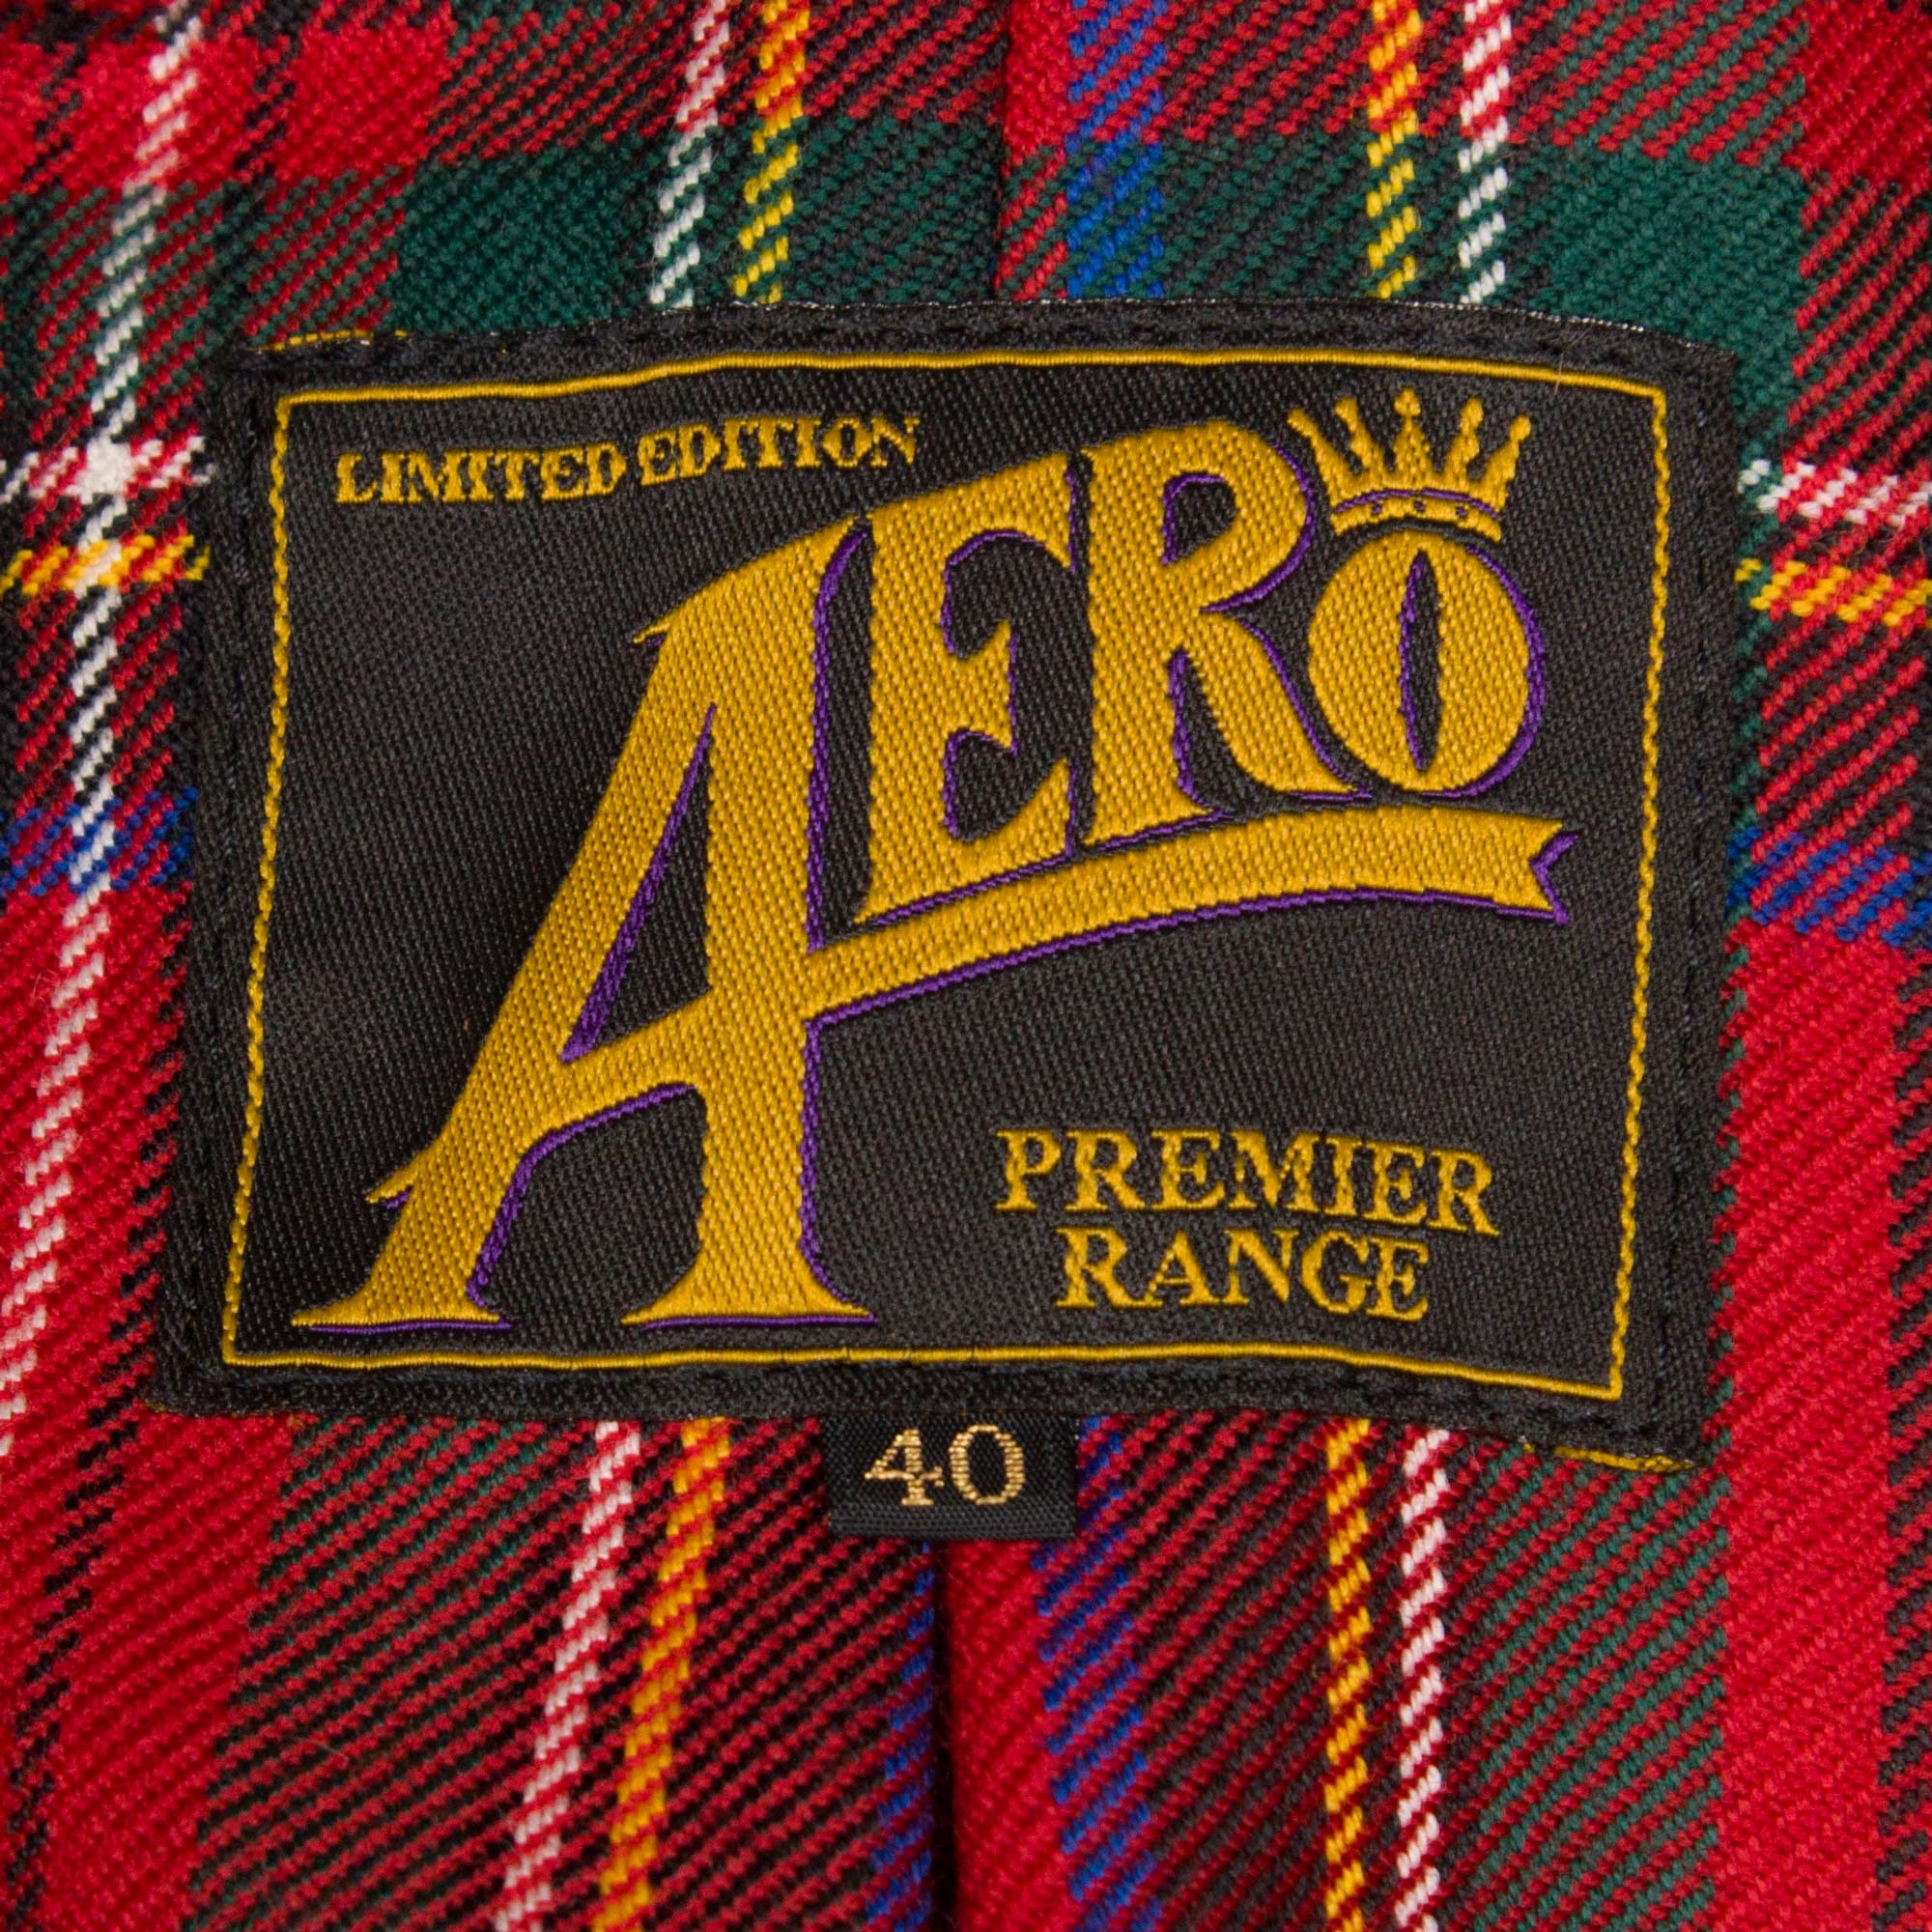 LIMITED EDITION
AERO
PREMIER
RANGE
40